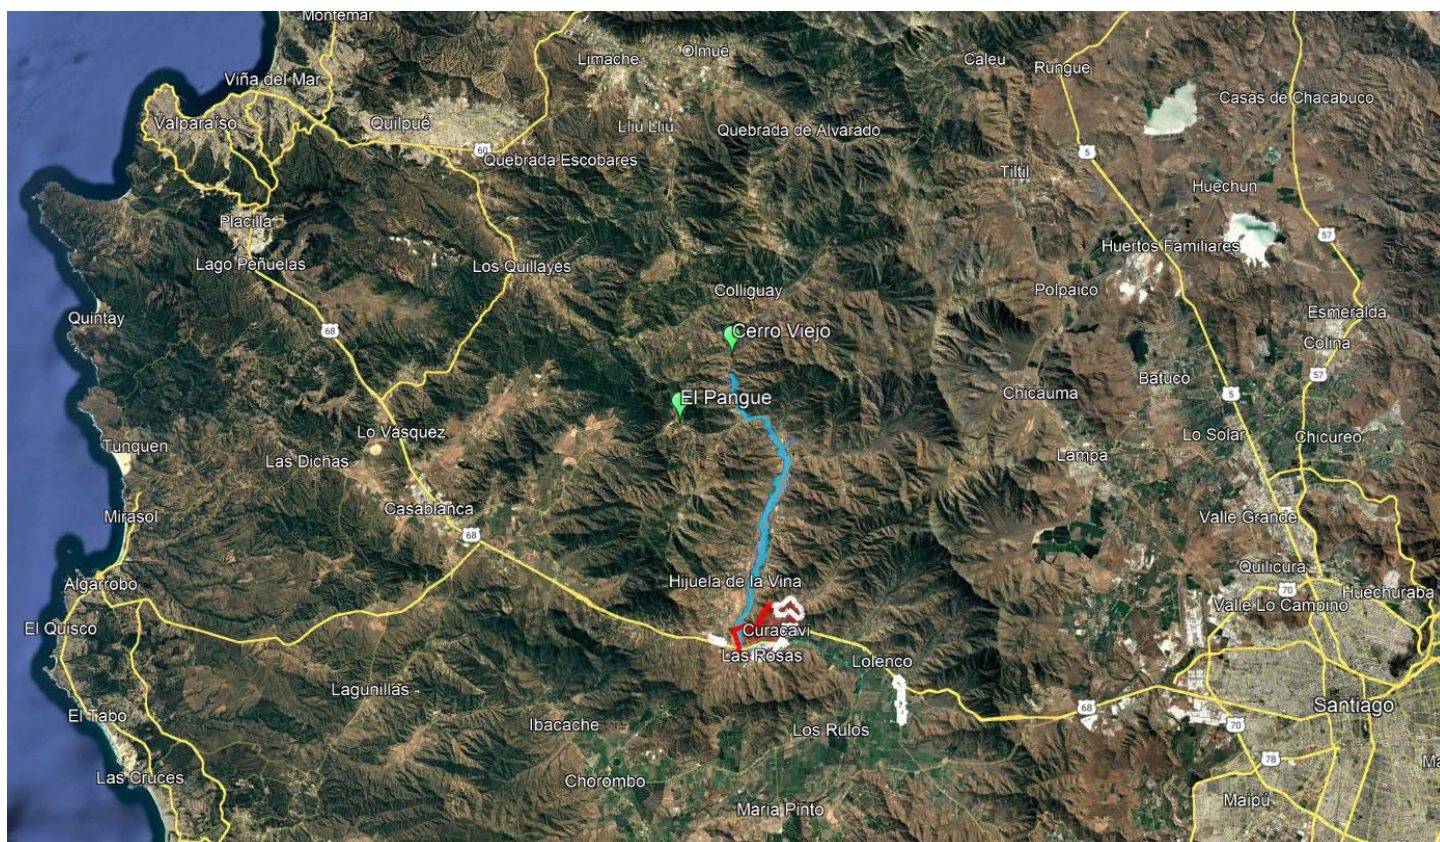 Montemar
Olmué
Limache
Caleu
Rungue
Viña del Mar
Casas de Chacabuco
Valparaíso
Quilpué
Lliu Lliu
Quebrada de Alvarado
60
5
Quebrada Escobares
Tiltil
Huechun
Placilla
57
Huertos Familiares
Lago Peñuelas
Los Quillayes
Colliguay
Polpaico
Quintay
68
Cerro Viejo
Esmeralda
Colina
57
Batuco
El Pangue
Chicauma
5
Lo Vásquez
Lo Solar
Chicureo
Tunquen
Las Dichas
Lampa
Casablanca
Mirasol
Valle Grande
68
Quilicura
Hijuela de la Vina
Algarrobo
70
Huechuraba
Valle Lo Campino
El Quisco
Curacaví
Las Rosas
Lolenco
Lagunillas
68
Santiago
El Tabo
Ibacache
Los Rulos
70
78
Las Cruces
Chorombo
Maipú
María Pinto